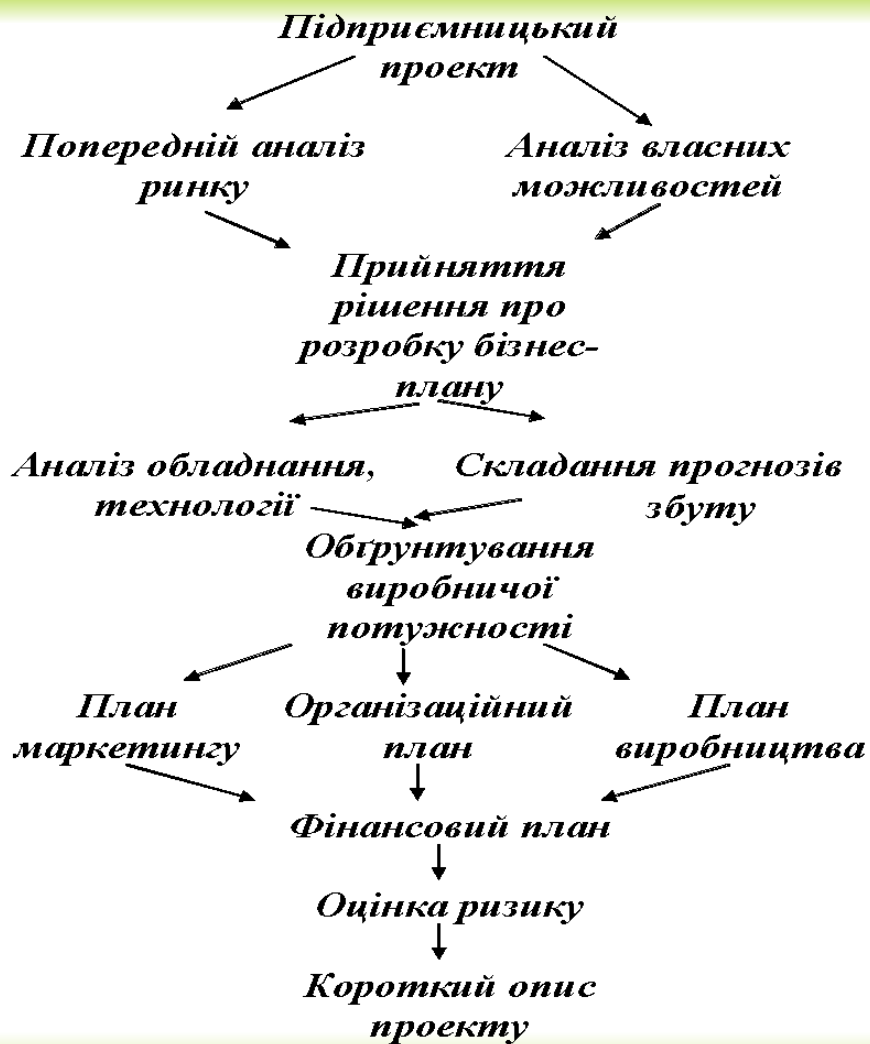 Підприємницький
проект
Попередній аналіз
ринку
Аналіз власних
можливостей
Прийняття
рішення про
розробку бізнес-
плану
Аналіз обладнання,
технології
Складання прогнозів
збуту
Обґрунтування
виробничої
потужності
План
маркетингу
Організаційний
план
План
виробництва
Фінансовий план
Оцінка ризику
Короткий опис
проекту